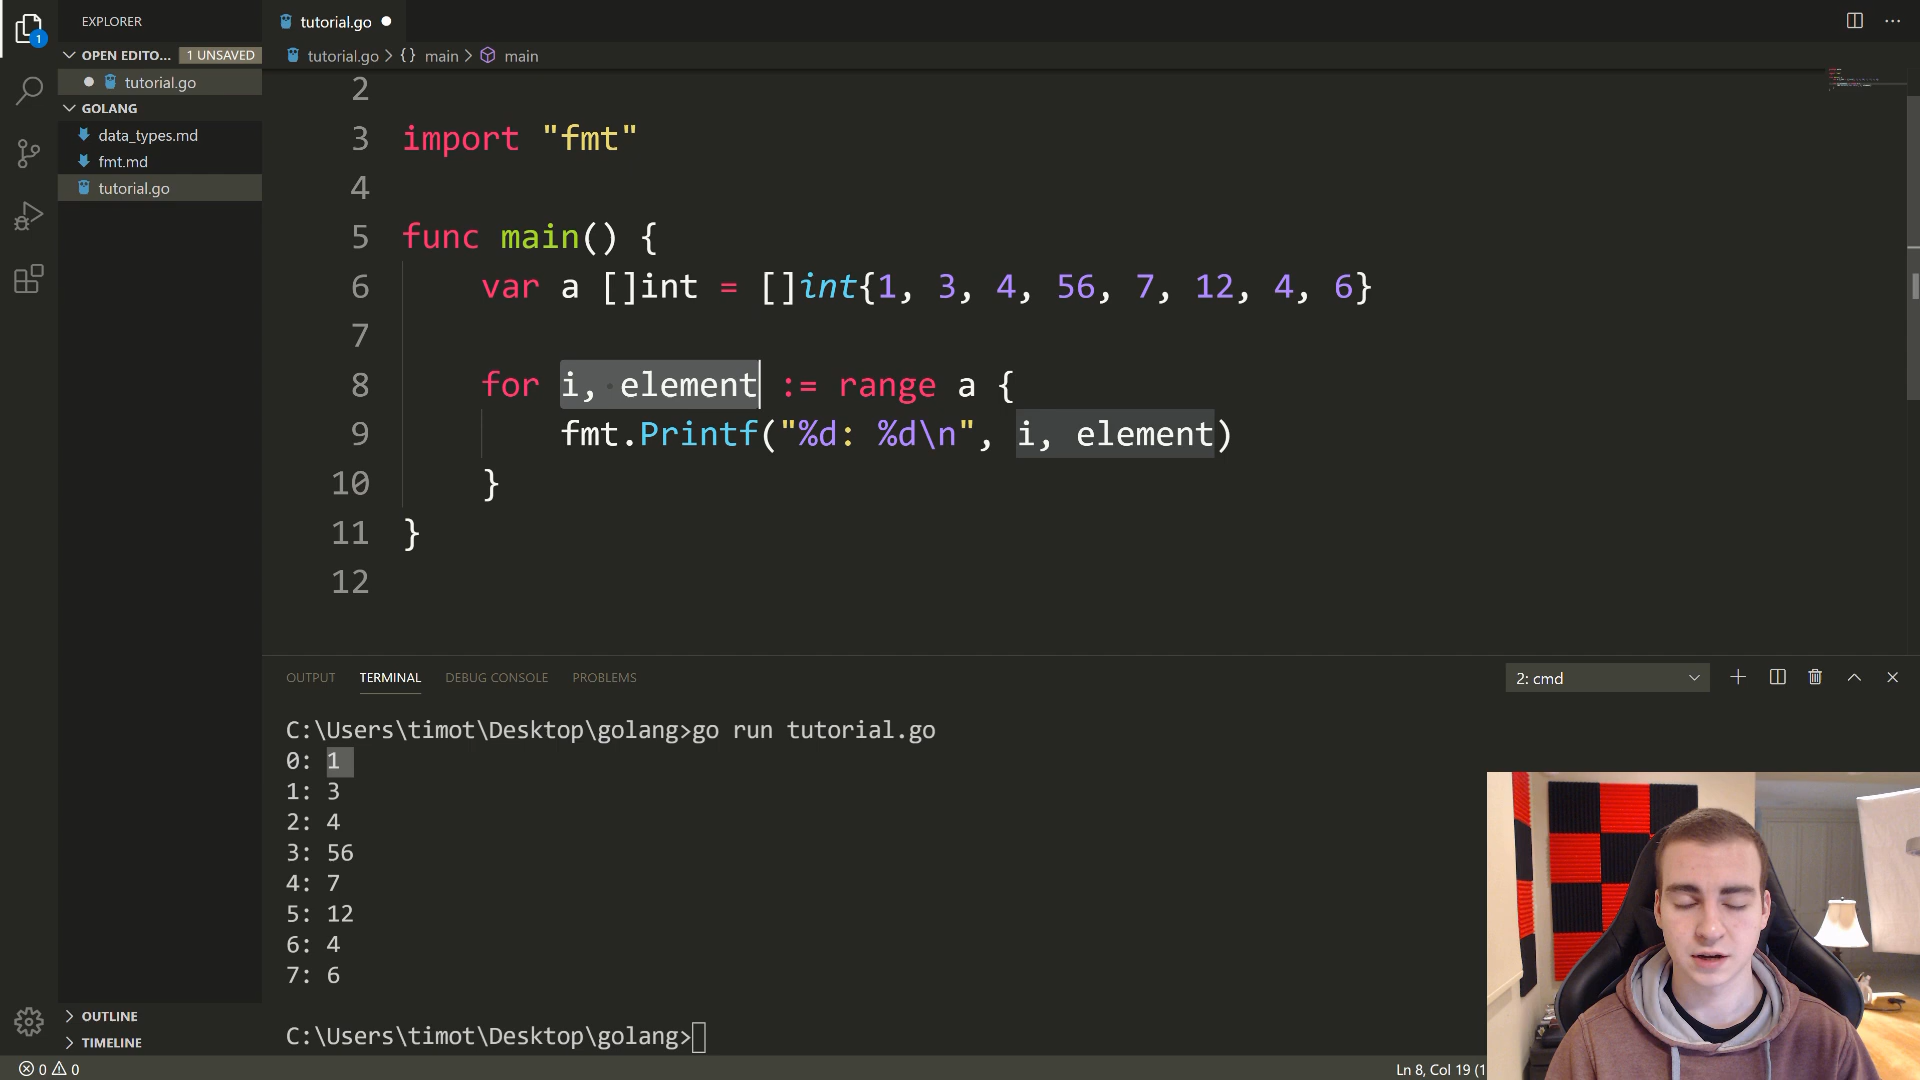 EXPLORER
OPEN EDITO... 1 UNSAVED
tutorial.go
GOLANG
data_types.md
fmt.md
tutorial.go
OUTLINE
TIMELINE
1
tutorial.go
tutorial.go > {} main > main
2
3 import "fmt"
4
5 func main() {
6 var a []int = []int{1, 3, 4, 56, 7, 12, 4, 6}
7
8 for i, element := range a {
9 fmt.Printf("%d: %d\n", i, element)
10 }
11 }
12
OUTPUT TERMINAL DEBUG CONSOLE PROBLEMS 2: cmd
C:\Users\timot\Desktop\golang>go run tutorial.go
0: 1
1: 3
2: 4
3: 56
4: 7
5: 12
6: 4
7: 6
C:\Users\timot\Desktop\golang>
0 0 Ln 8, Col 19 (1